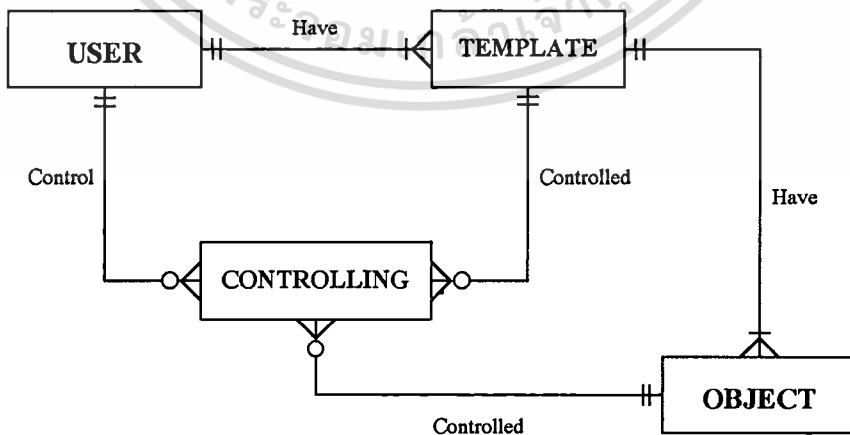 Have
USER
TEMPLATE
Control
Controlled
Have
CONTROLLING
OBJECT
Controlled